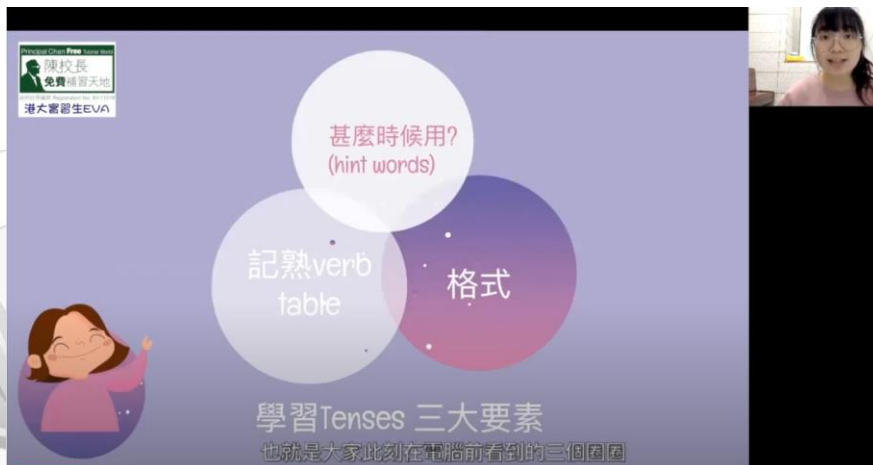 Principal Chan Free Tutorial World
陳校長
免費補習天地
港大實習生EVA
甚麼時候用?
(hint words)
記熟verb
table
格式
學習Tenses 三大要素
也就是大家此刻在電腦前看到的三個圈圈